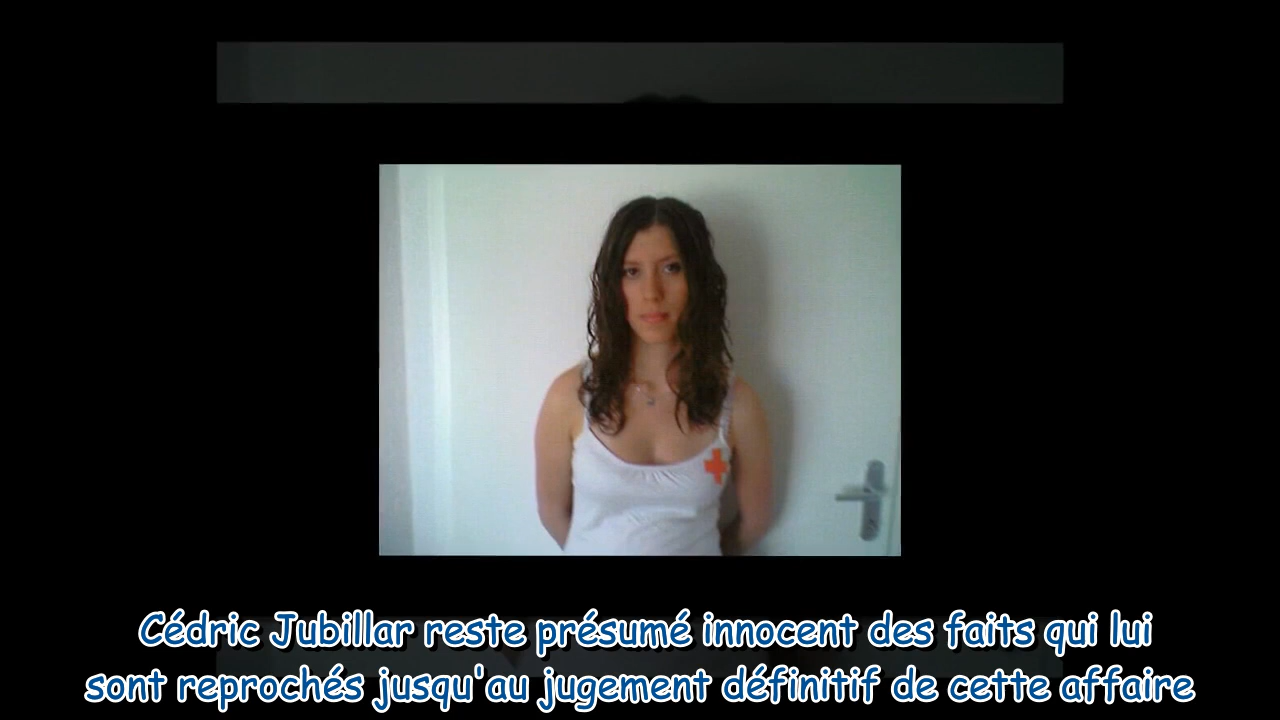 Cédric Jubillar reste présumé innocent des faits qui lui
sont reprochés jusqu'au jugement définitif de cette affaire